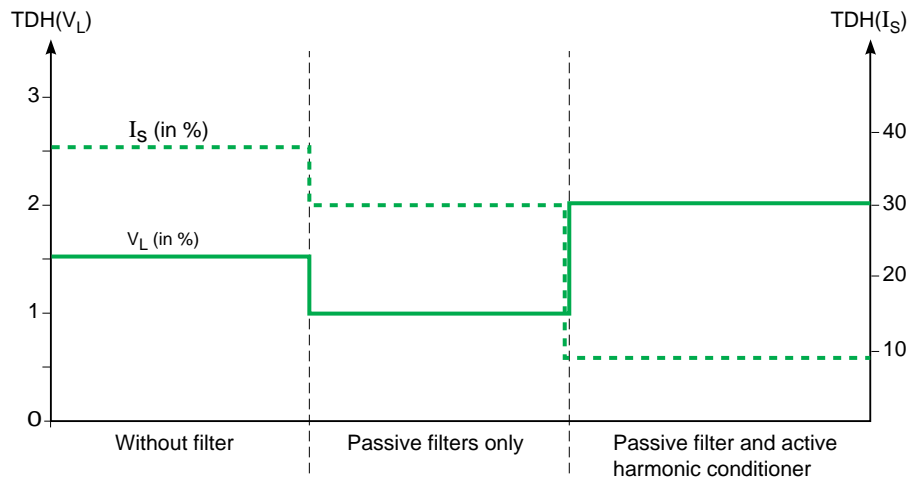 TDH(VL)
TDH(IS)
3
2
1
0
40
30
20
10
IS (in %)
VL (in %)
Without filter
Passive filters only
Passive filter and active
harmonic conditioner